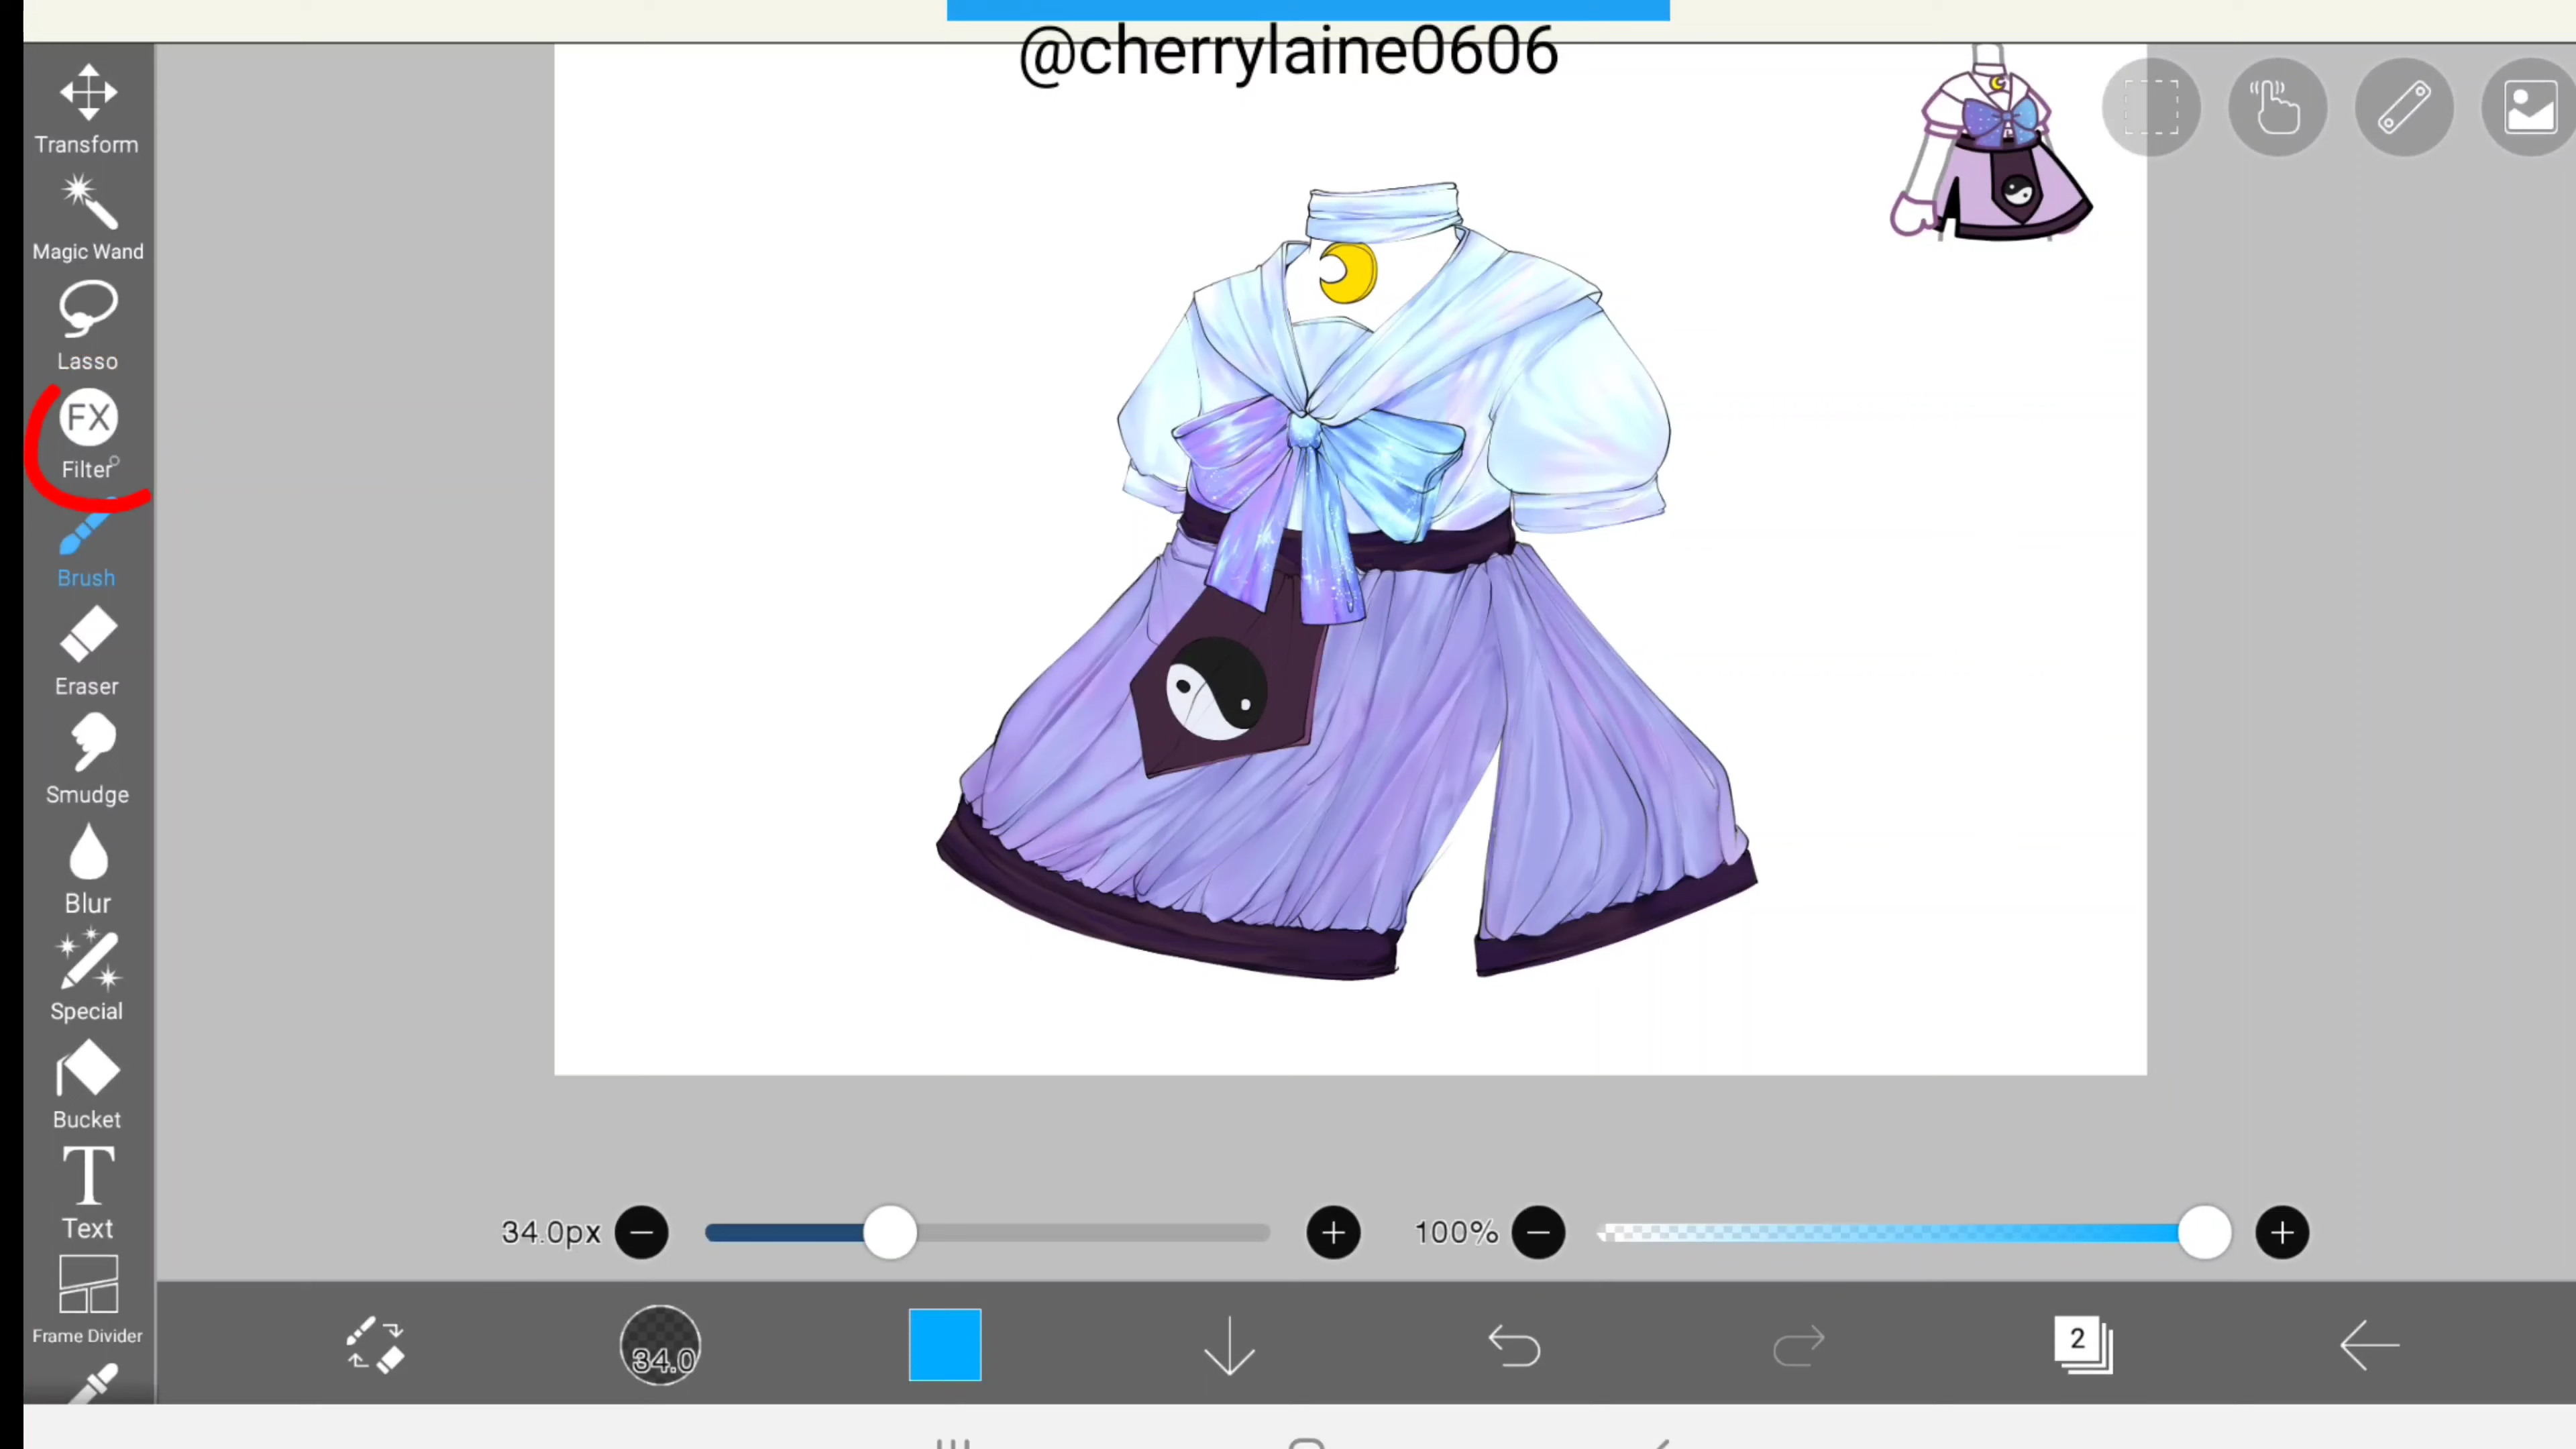 @cherrylaine0606
Transform
Magic Wand
Lasso
FX
Filter
Brush
Eraser
Smudge
Blur
Special
Bucket
T
Text
Frame Divider
34.0px
100%
34.0
2